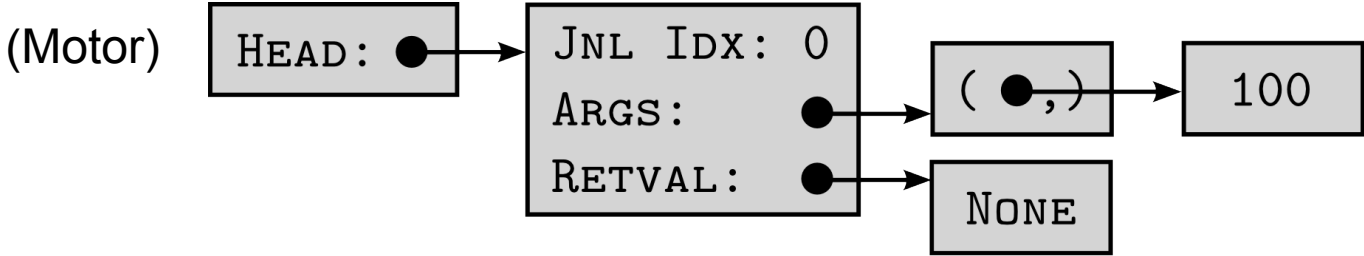 (Motor)
HEAD:
JNL IDX: 0
ARGS:
RETVAL:
( ,)
100
NONE